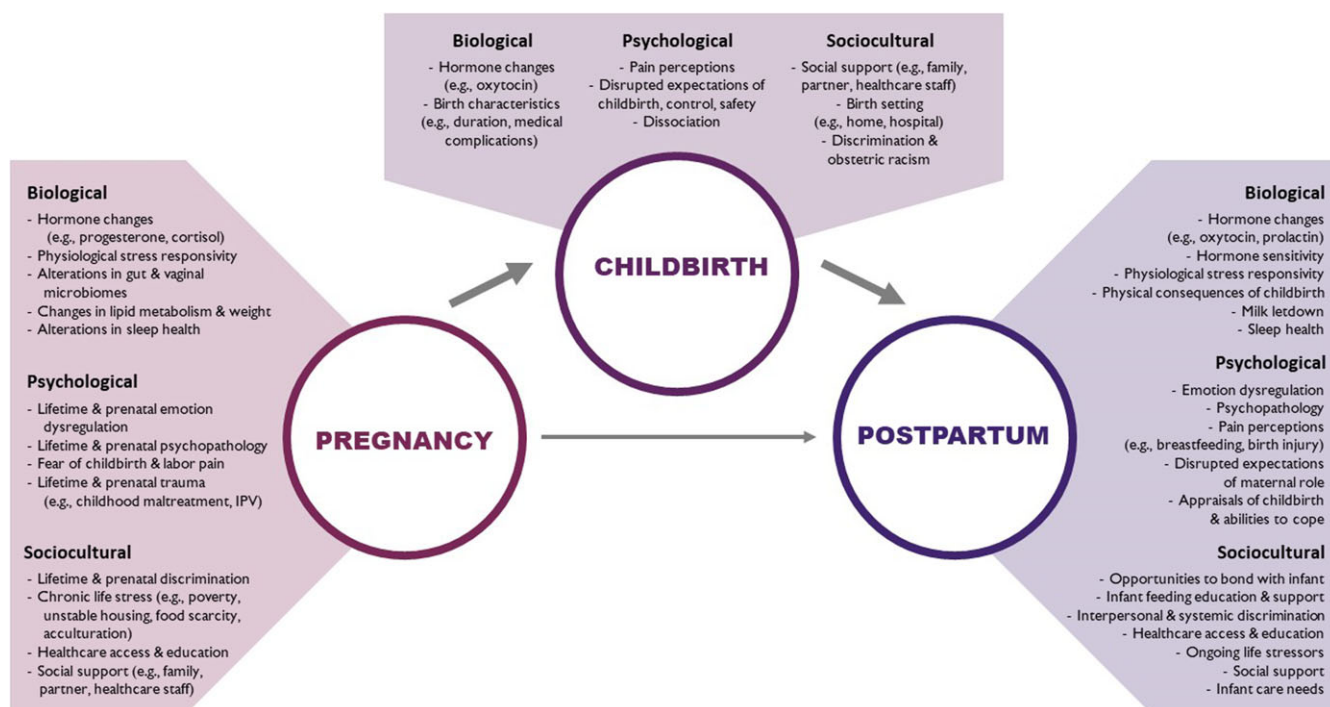 Biological
- Hormone changes
(e.g., oxytocin)
- Birth characteristics
(e.g., duration, medical
complications)
Psychological
- Pain perceptions
- Disrupted expectations of
childbirth, control, safety
- Dissociation
Sociocultural
- Social support (e.g., family,
partner, healthcare staff)
- Birth setting
(e.g., home, hospital)
- Discrimination &
obstetric racism
CHILDBIRTH
Biological
- Hormone changes
(e.g., progesterone, cortisol)
- Physiological stress responsivity
- Alterations in gut & vaginal
microbiomes
- Changes in lipid metabolism & weight
- Alterations in sleep health
Psychological
- Lifetime & prenatal emotion
dysregulation
- Lifetime & prenatal psychopathology
- Fear of childbirth & labor pain
- Lifetime & prenatal trauma
(e.g., childhood maltreatment, IPV)
Sociocultural
- Lifetime & prenatal discrimination
- Chronic life stress (e.g., poverty,
unstable housing, food scarcity,
acculturation)
- Healthcare access & education
- Social support (e.g., family,
partner, healthcare staff)
PREGNANCY
POSTPARTUM
Biological
- Hormone changes
(e.g., oxytocin, prolactin)
- Hormone sensitivity
- Physiological stress responsivity
- Physical consequences of childbirth
- Milk letdown
- Sleep health
Psychological
- Emotion dysregulation
- Psychopathology
- Pain perceptions
(e.g., breastfeeding, birth injury)
- Disrupted expectations
of maternal role
- Appraisals of childbirth
& abilities to cope
Sociocultural
- Opportunities to bond with infant
- Infant feeding education & support
- Interpersonal & systemic discrimination
- Healthcare access & education
- Ongoing life stressors
- Social support
- Infant care needs